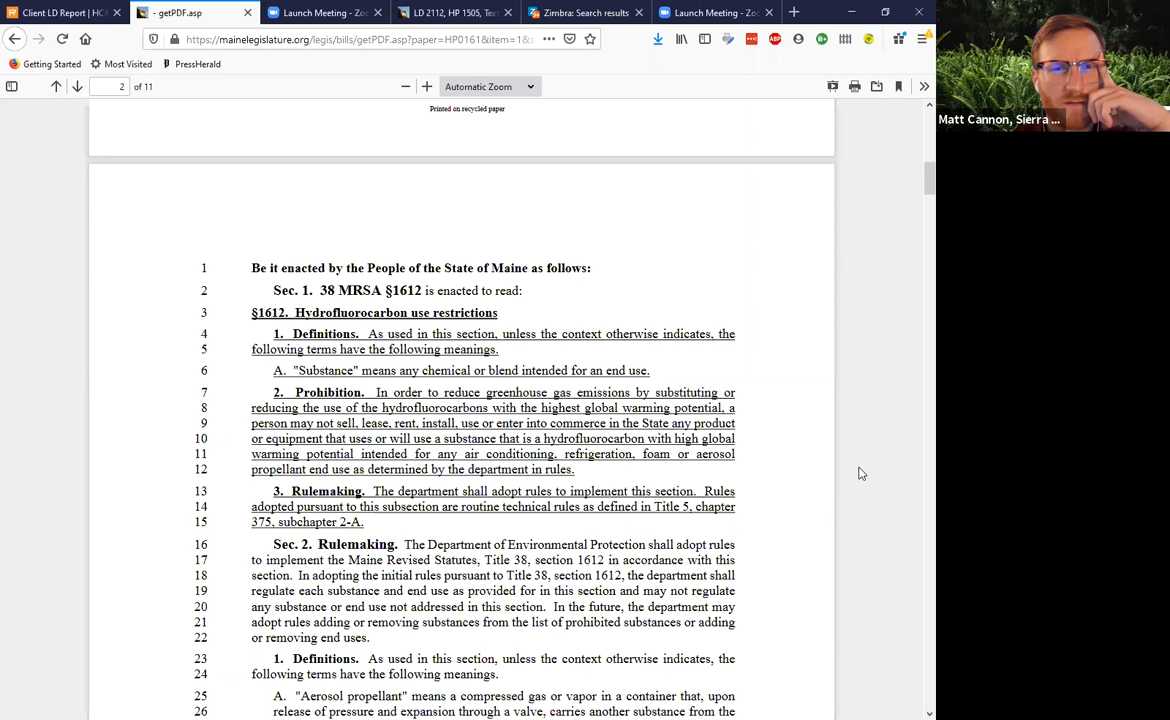 Client LD Report | HC
- getPDF.asp
Launch Meeting - Zo
LD 2112, HP 1505, Tex
Zimbra: Search results
Launch Meeting - Zo
https://mainelegislature.org/legis/bills/getPDF.asp?paper=HP0161&item=1&
Getting Started
Most Visited
PressHerald
2 of 11
Automatic Zoom
Printed on recycled paper
1 Be it enacted by the People of the State of Maine as follows:
2 Sec. 1. 38 MRSA §1612 is enacted to read:
3 §1612. Hydrofluorocarbon use restrictions
4 1. Definitions. As used in this section, unless the context otherwise indicates, the
5 following terms have the following meanings.
6 A. "Substance" means any chemical or blend intended for an end use.
7 2. Prohibition. In order to reduce greenhouse gas emissions by substituting or
8 reducing the use of the hydrofluorocarbons with the highest global warming potential, a
9 person may not sell, lease, rent, install, use or enter into commerce in the State any product
10 or equipment that uses or will use a substance that is a hydrofluorocarbon with high global
11 warming potential intended for any air conditioning, refrigeration, foam or aerosol
12 propellant end use as determined by the department in rules.
13 3. Rulemaking. The department shall adopt rules to implement this section. Rules
14 adopted pursuant to this subsection are routine technical rules as defined in Title 5, chapter
15 375, subchapter 2-A.
16 Sec. 2. Rulemaking. The Department of Environmental Protection shall adopt rules
17 to implement the Maine Revised Statutes, Title 38, section 1612 in accordance with this
18 section. In adopting the initial rules pursuant to Title 38, section 1612, the department shall
19 regulate each substance and end use as provided for in this section and may not regulate
20 any substance or end use not addressed in this section. In the future, the department may
21 adopt rules adding or removing substances from the list of prohibited substances or adding
22 or removing end uses.
23 1. Definitions. As used in this section, unless the context otherwise indicates, the
24 following terms have the following meanings.
25 A. "Aerosol propellant" means a compressed gas or vapor in a container that, upon
26 release of pressure and expansion through a valve, carries another substance from the
Matt Cannon, Sierra ...